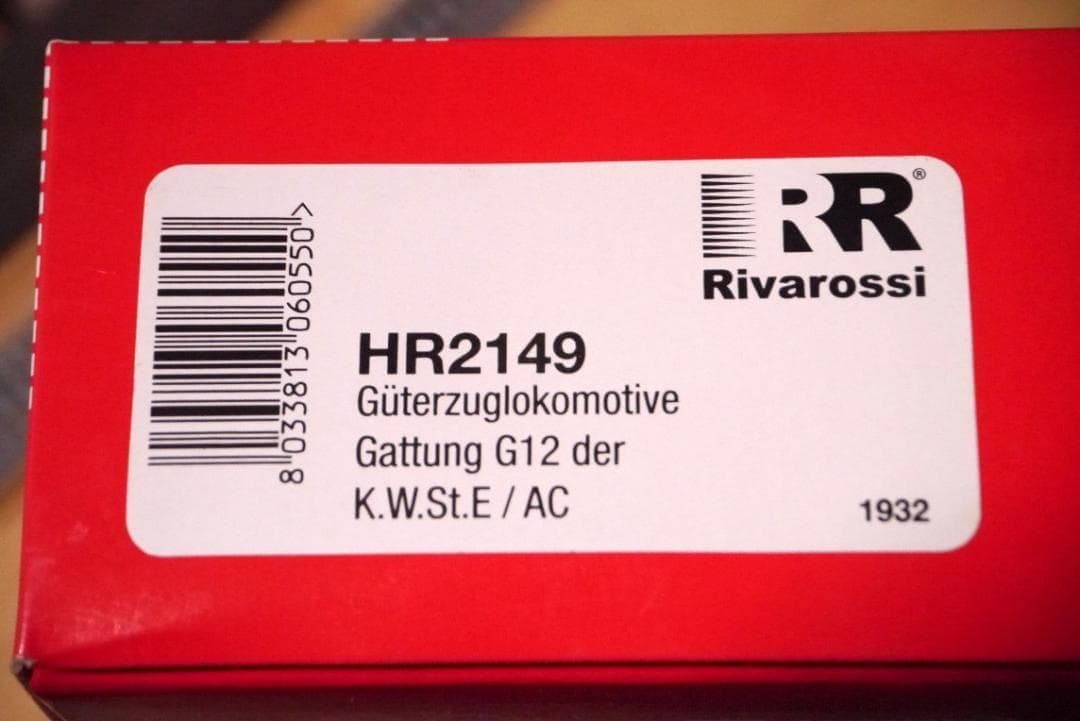 RR®
Rivarossi
8 033813 060550 >
HR2149
Güterzuglokomotive
Gattung G12 der
K.W.St.E / AC
1932